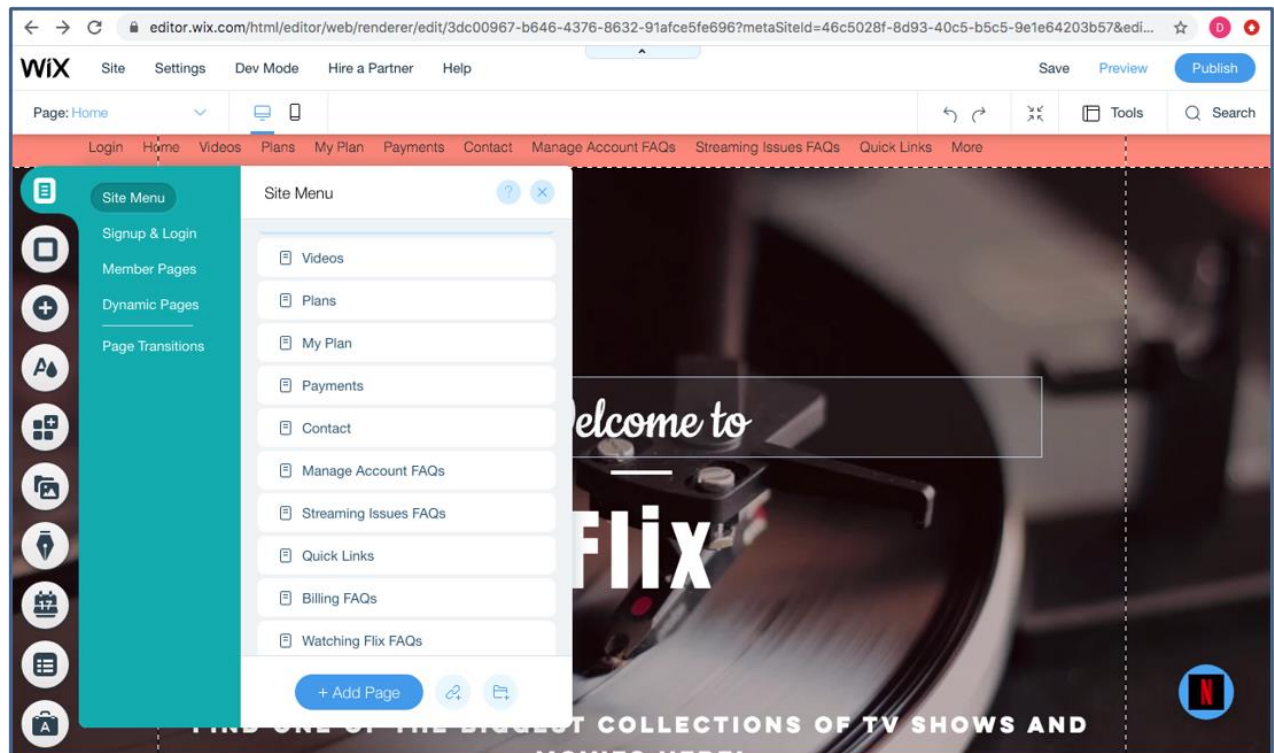 editor.wix.com/html/editor/web/renderer/edit/3dc00967-b646-4376-8632-91afce5fe696?metaSiteId=46c5028f-8d93-40c5-b5c5-9e1e64203b57&edi...
D
WiX Site Settings Dev Mode Hire a Partner Help Save Preview Publish
Page: Home Tools Search
Login Home Videos Plans My Plan Payments Contact Manage Account FAQs Streaming Issues FAQs Quick Links More
Site Menu
Signup & Login
Member Pages
Dynamic Pages
Page Transitions
Site Menu ?
Videos
Plans
My Plan
Payments
Contact
Manage Account FAQs
Streaming Issues FAQs
Quick Links
Billing FAQs
Watching Flix FAQs
+ Add Page
17
A
elcome to
Flix
N
COLLECTIONS OF TV SHOWS AND